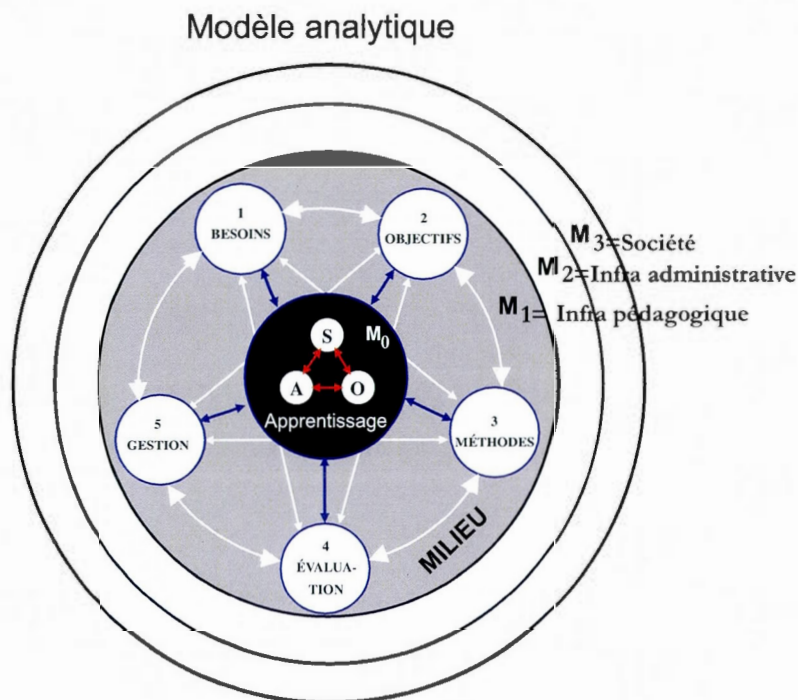 Modèle analytique
1
BESOINS
2
OBJECTIFS
M3=Société
M2=Infra administrative
M1= Infra pédagogique
S
M0
A
O
Apprentissage
5
GESTION
3
MÉTHODES
MILIEU
4
ÉVALUA-
TION